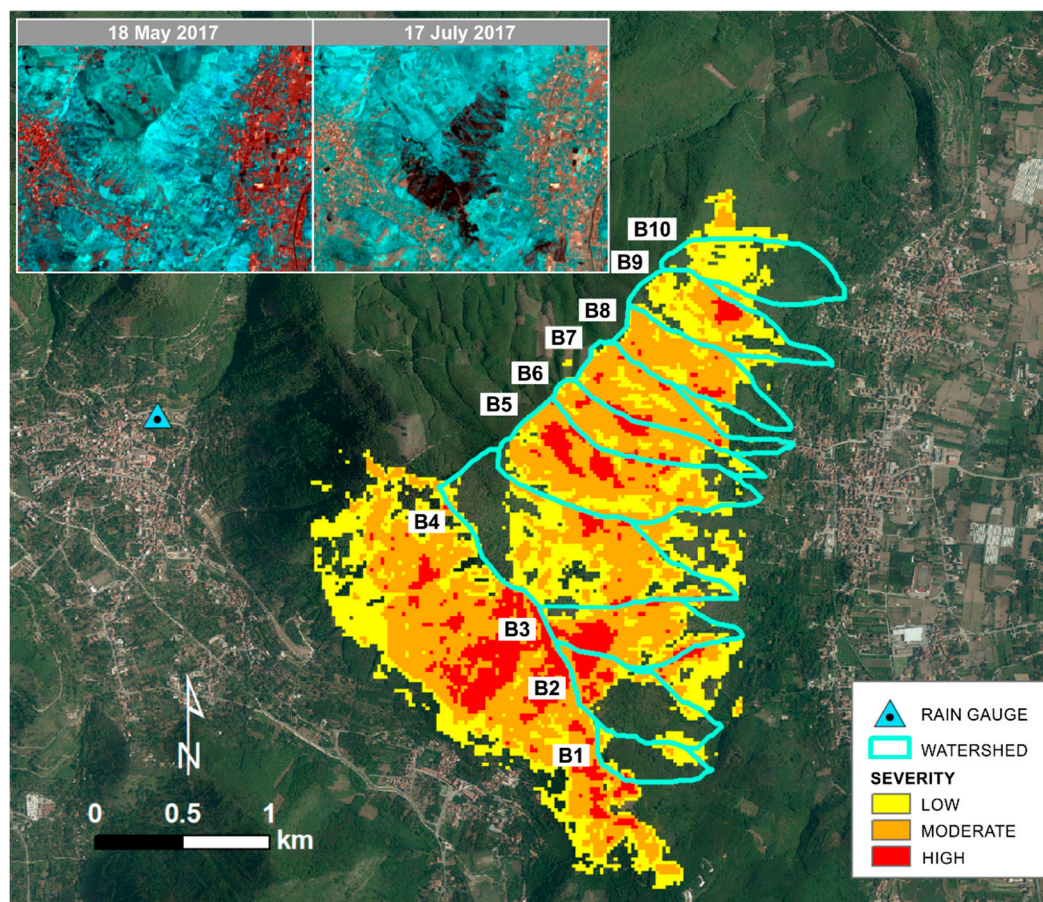 18 May 2017
17 July 2017
B10
B9
B8
B7
B6
B5
B4
B3
B2
B1
N
0 0.5 1
km
RAIN GAUGE
WATERSHED
SEVERITY
LOW
MODERATE
HIGH